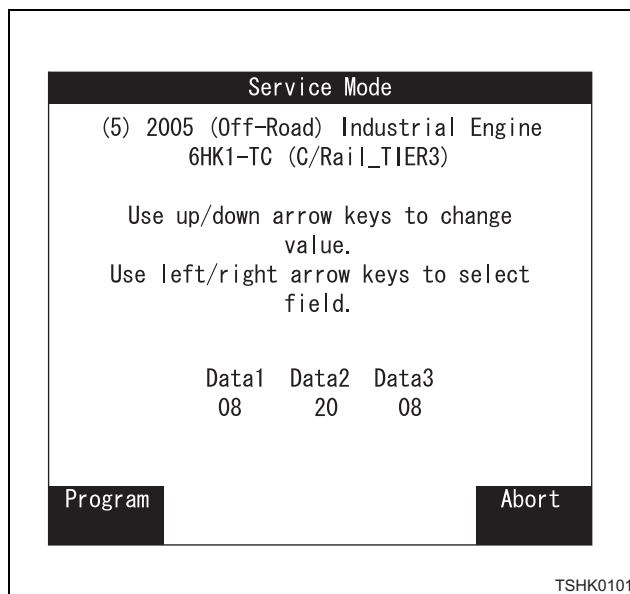 Service Mode
(5) 2005 (Off-Road) Industrial Engine
6HK1-TC (C/Rail_TIER3)
Use up/down arrow keys to change
value.
Use left/right arrow keys to select
field.
Data1 Data2 Data3
08 20 08
Program Abort
TSHK0101